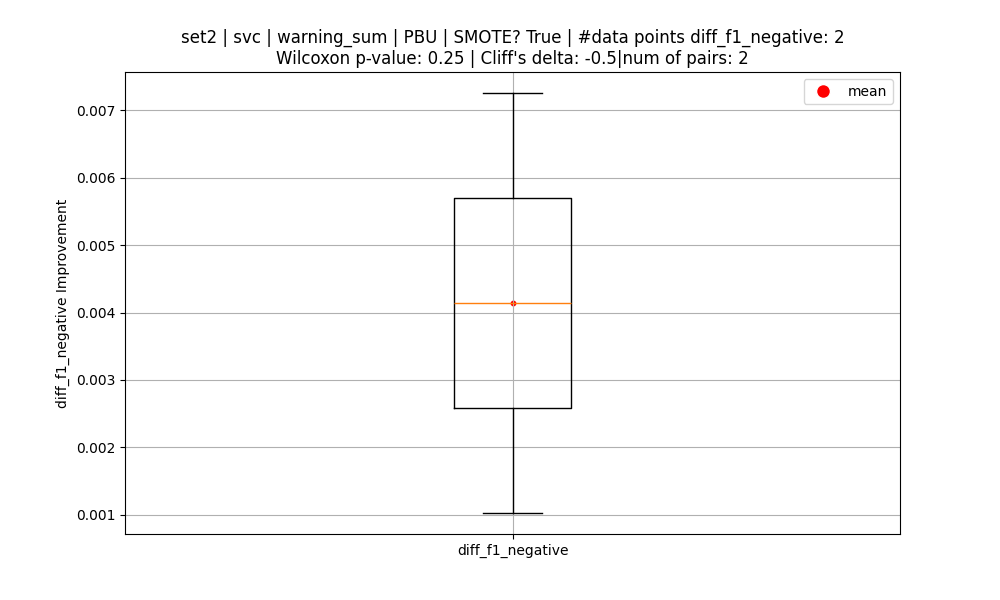 set2 | svc | warning_sum | PBU | SMOTE? True | #data points diff_f1_negative: 2
Wilcoxon p-value: 0.25 | Cliff's delta: -0.5|num of pairs: 2
mean
0.007
0.006
0.005
0.004
0.003
0.002
0.001
diff_f1_negative Improvement
diff_f1_negative